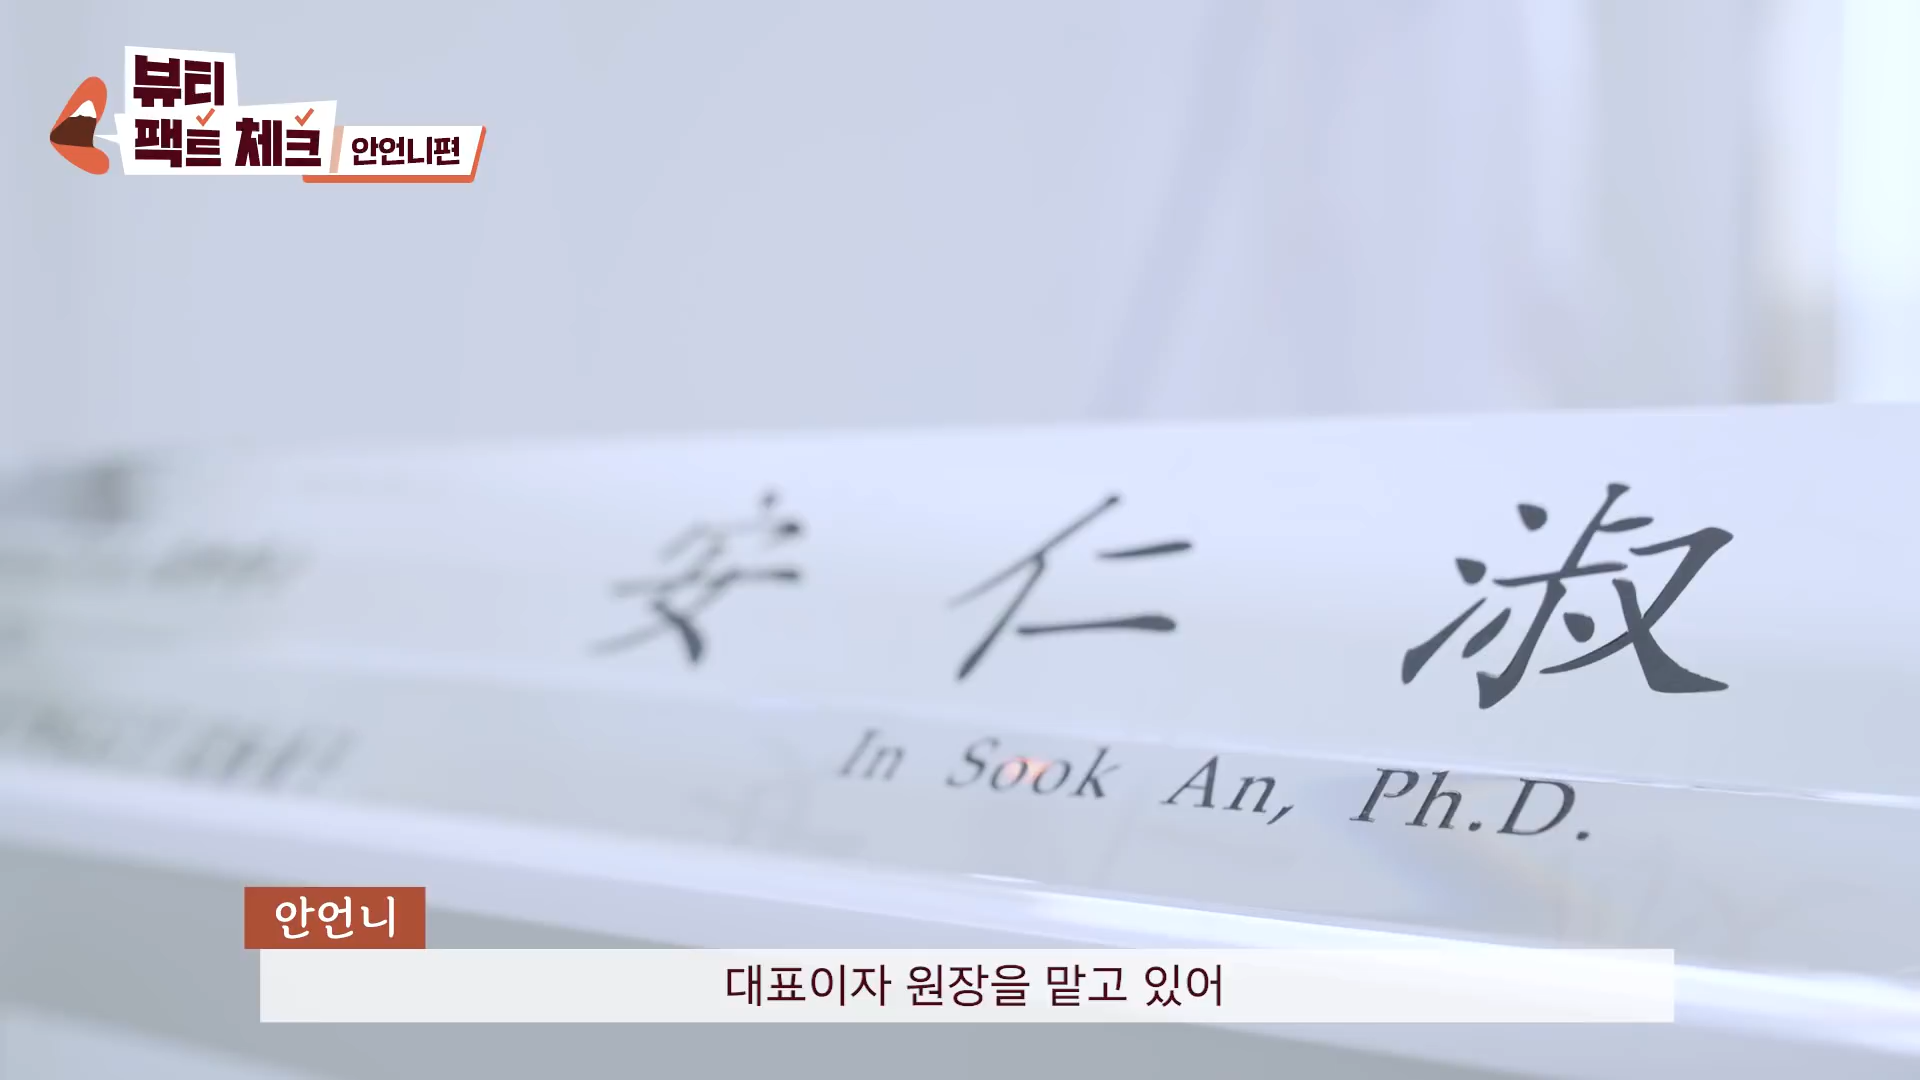 뷰티
팩트 체크 안언니편
安 仁 淑
In Sook An, Ph.D.
안언니
대표이자 원장을 맡고 있어